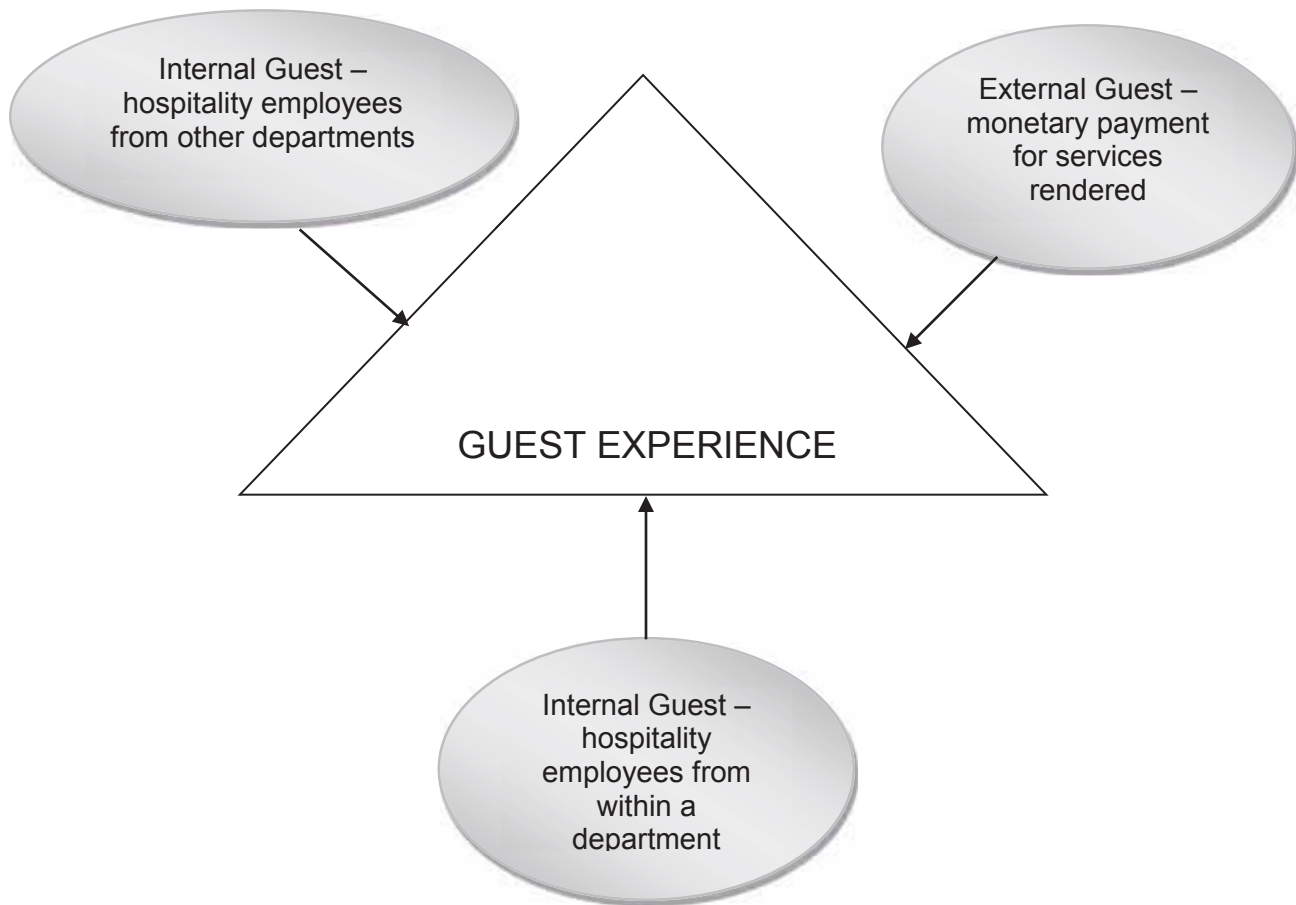 Internal Guest –
hospitality employees
from other departments
External Guest –
monetary payment
for services
rendered
GUEST EXPERIENCE
Internal Guest –
hospitality
employees from
within a
department